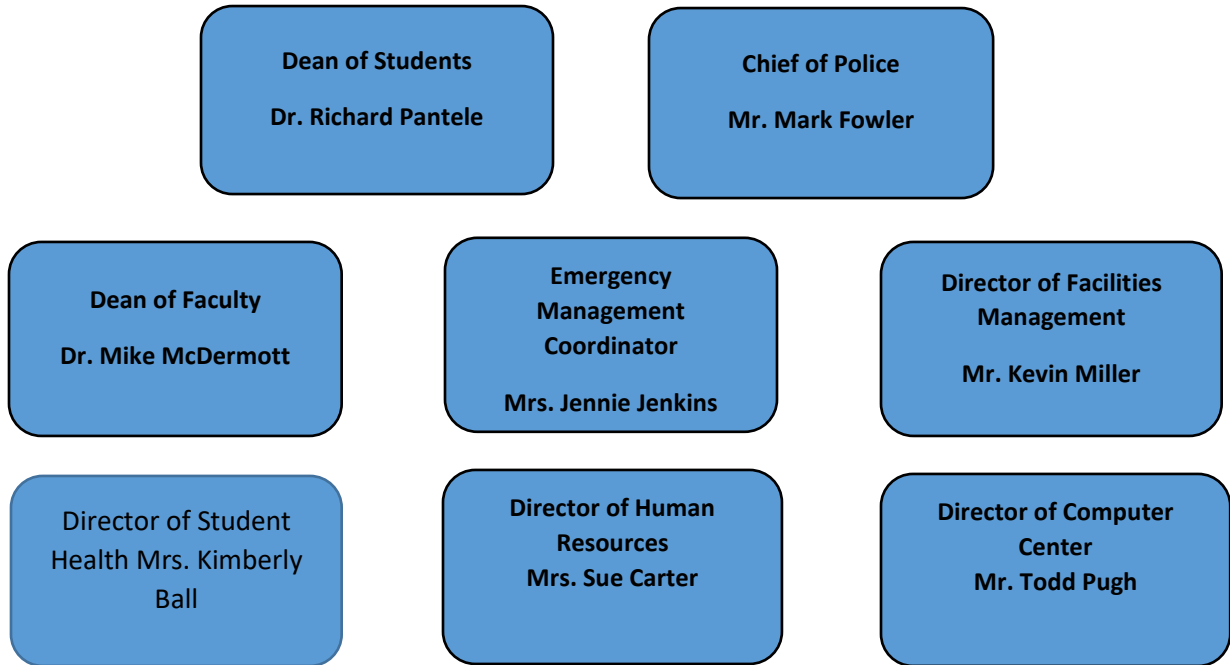 Dean of Students
Dr. Richard Pantele
Chief of Police
Mr. Mark Fowler
Dean of Faculty
Dr. Mike McDermott
Emergency
Management
Coordinator
Mrs. Jennie Jenkins
Director of Facilities
Management
Mr. Kevin Miller
Director of Student
Health Mrs. Kimberly
Ball
Director of Human
Resources
Mrs. Sue Carter
Director of Computer
Center
Mr. Todd Pugh